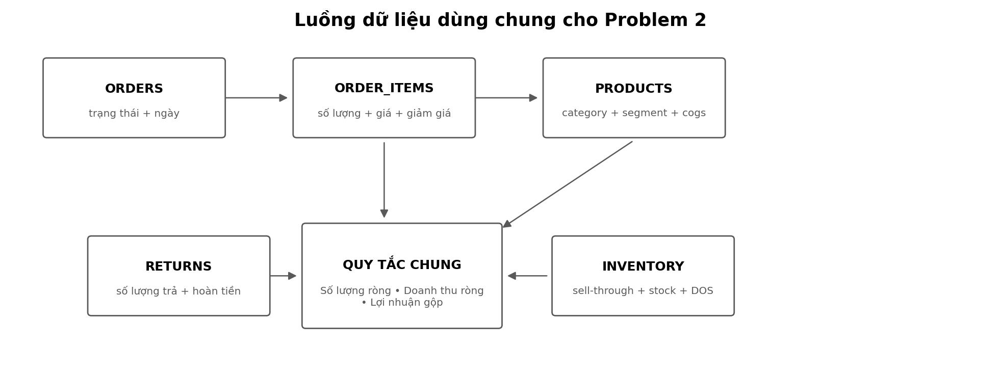 Luồng dữ liệu dùng chung cho Problem 2
ORDERS
trạng thái + ngày
ORDER_ITEMS
số lượng + giá + giảm giá
PRODUCTS
category + segment + cogs
RETURNS
số lượng trả + hoàn tiền
QUY TẮC CHUNG
Số lượng ròng • Doanh thu ròng
• Lợi nhuận gộp
INVENTORY
sell-through + stock + DOS